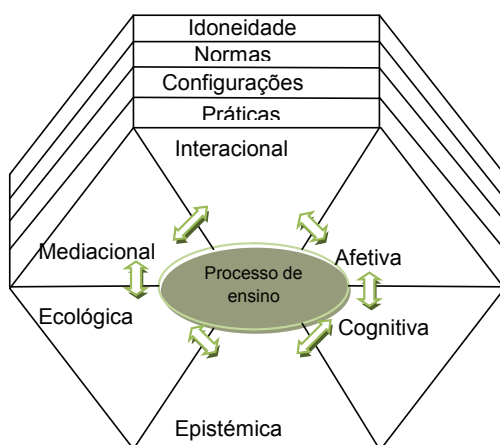 Idoneidade
Normas
Configurações
Práticas
Interacional
Mediacional
Afetiva
Processo de
ensino
Ecológica
Cognitiva
Epistémica